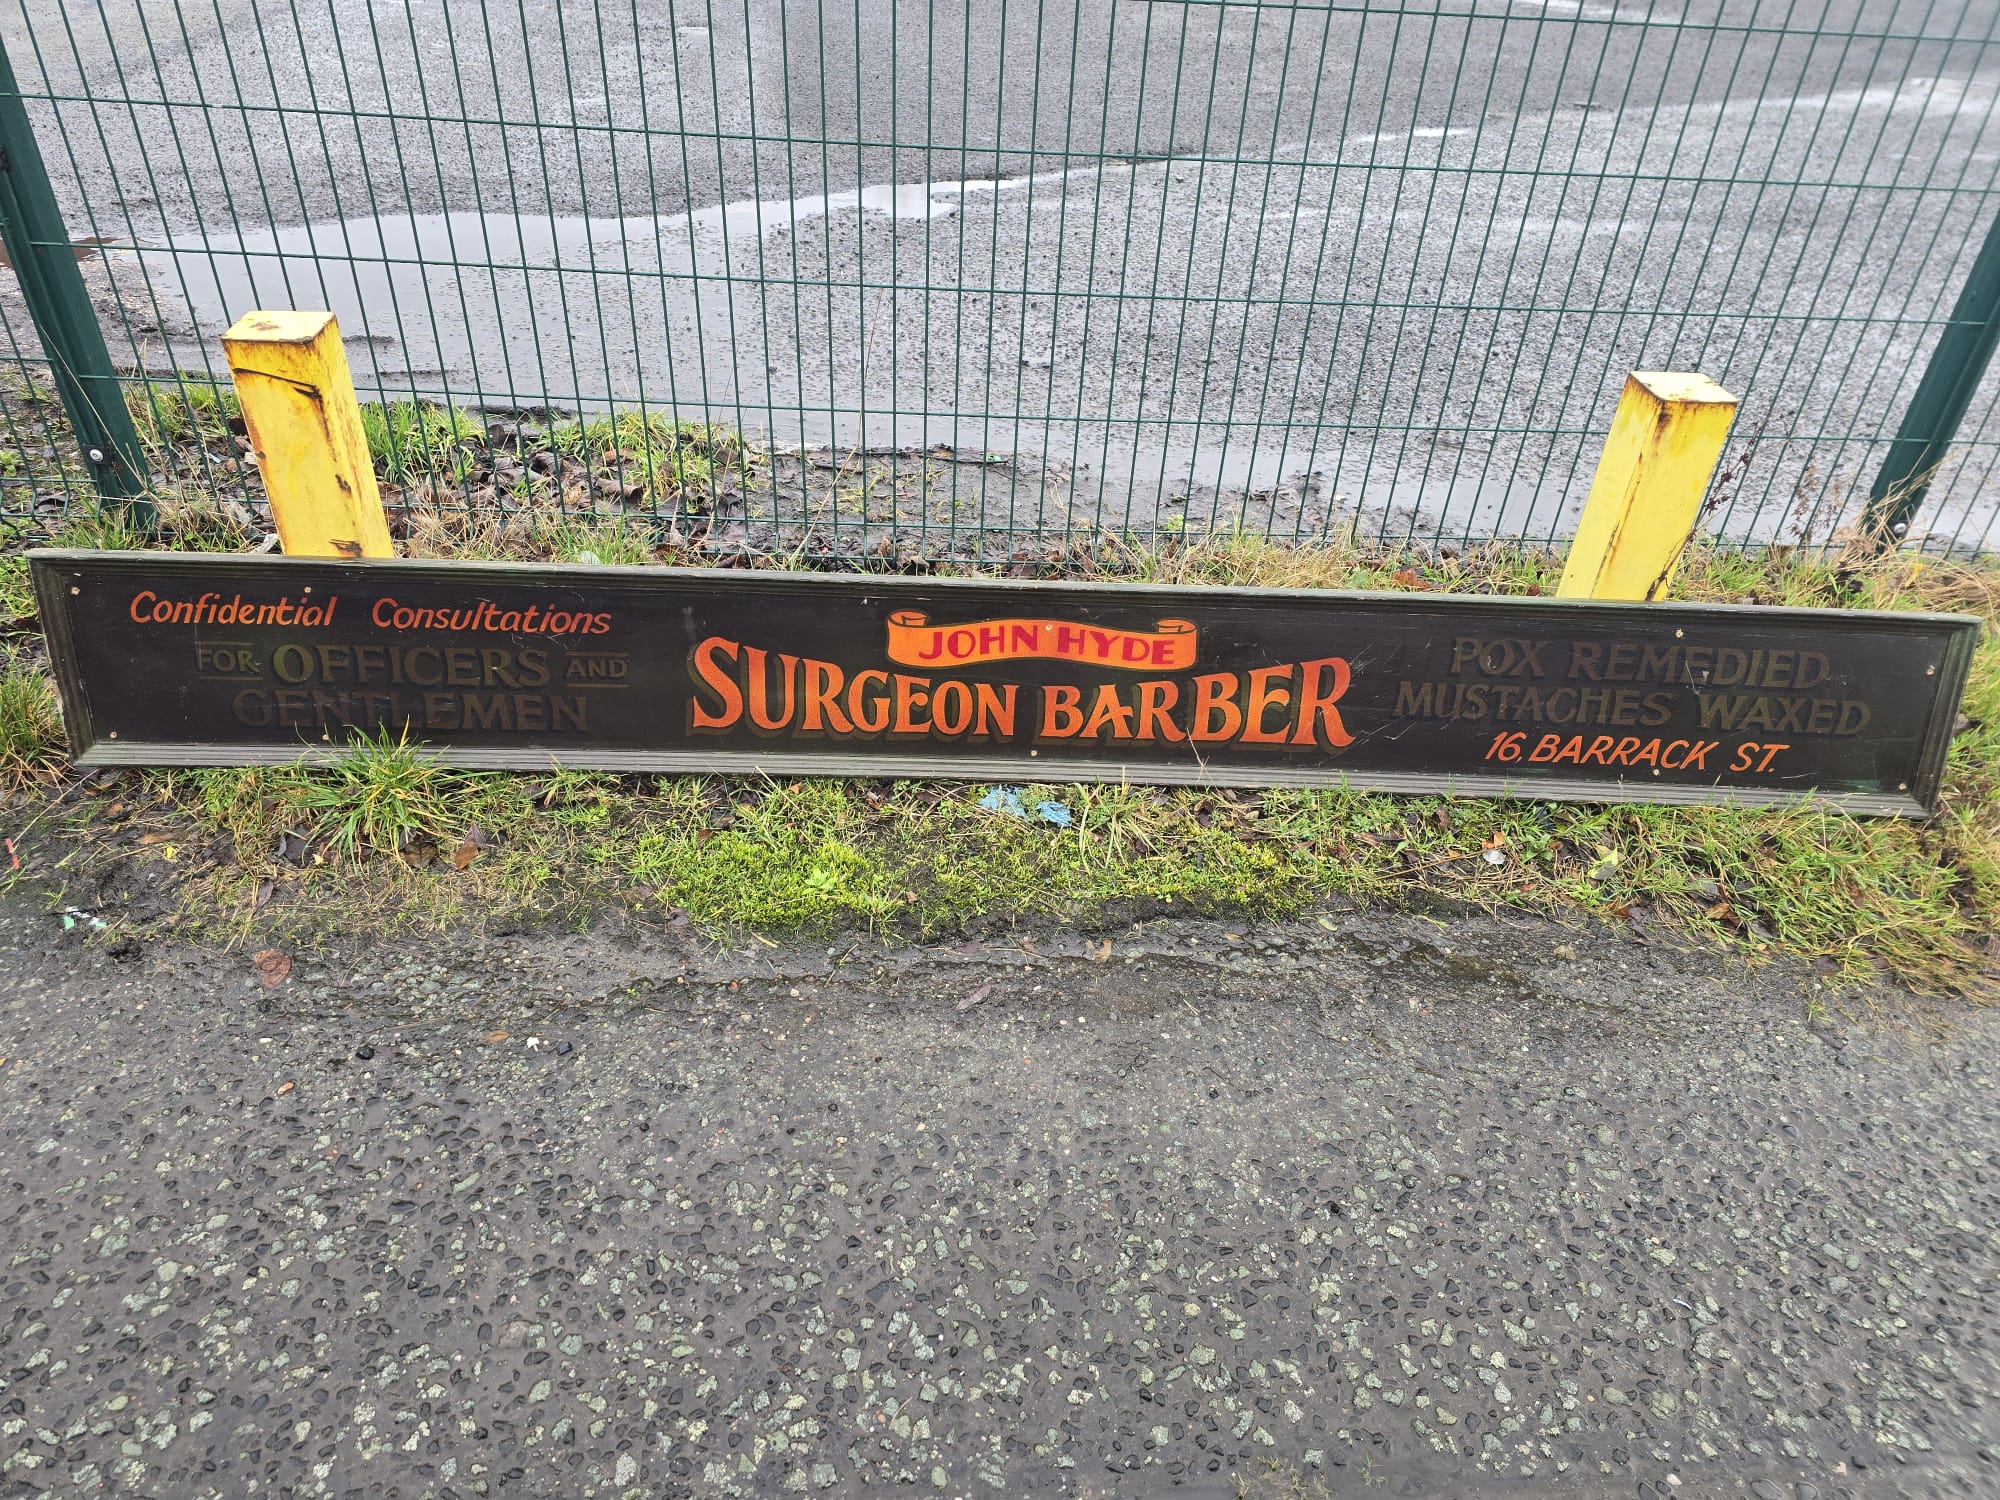 Confidential Consultations
FOR OFFICERS AND
GENTLEMEN
JOHN HYDE
SURGEON BARBER
POX REMEDIED
MUSTACHES WAXED
16, BARRACK ST.